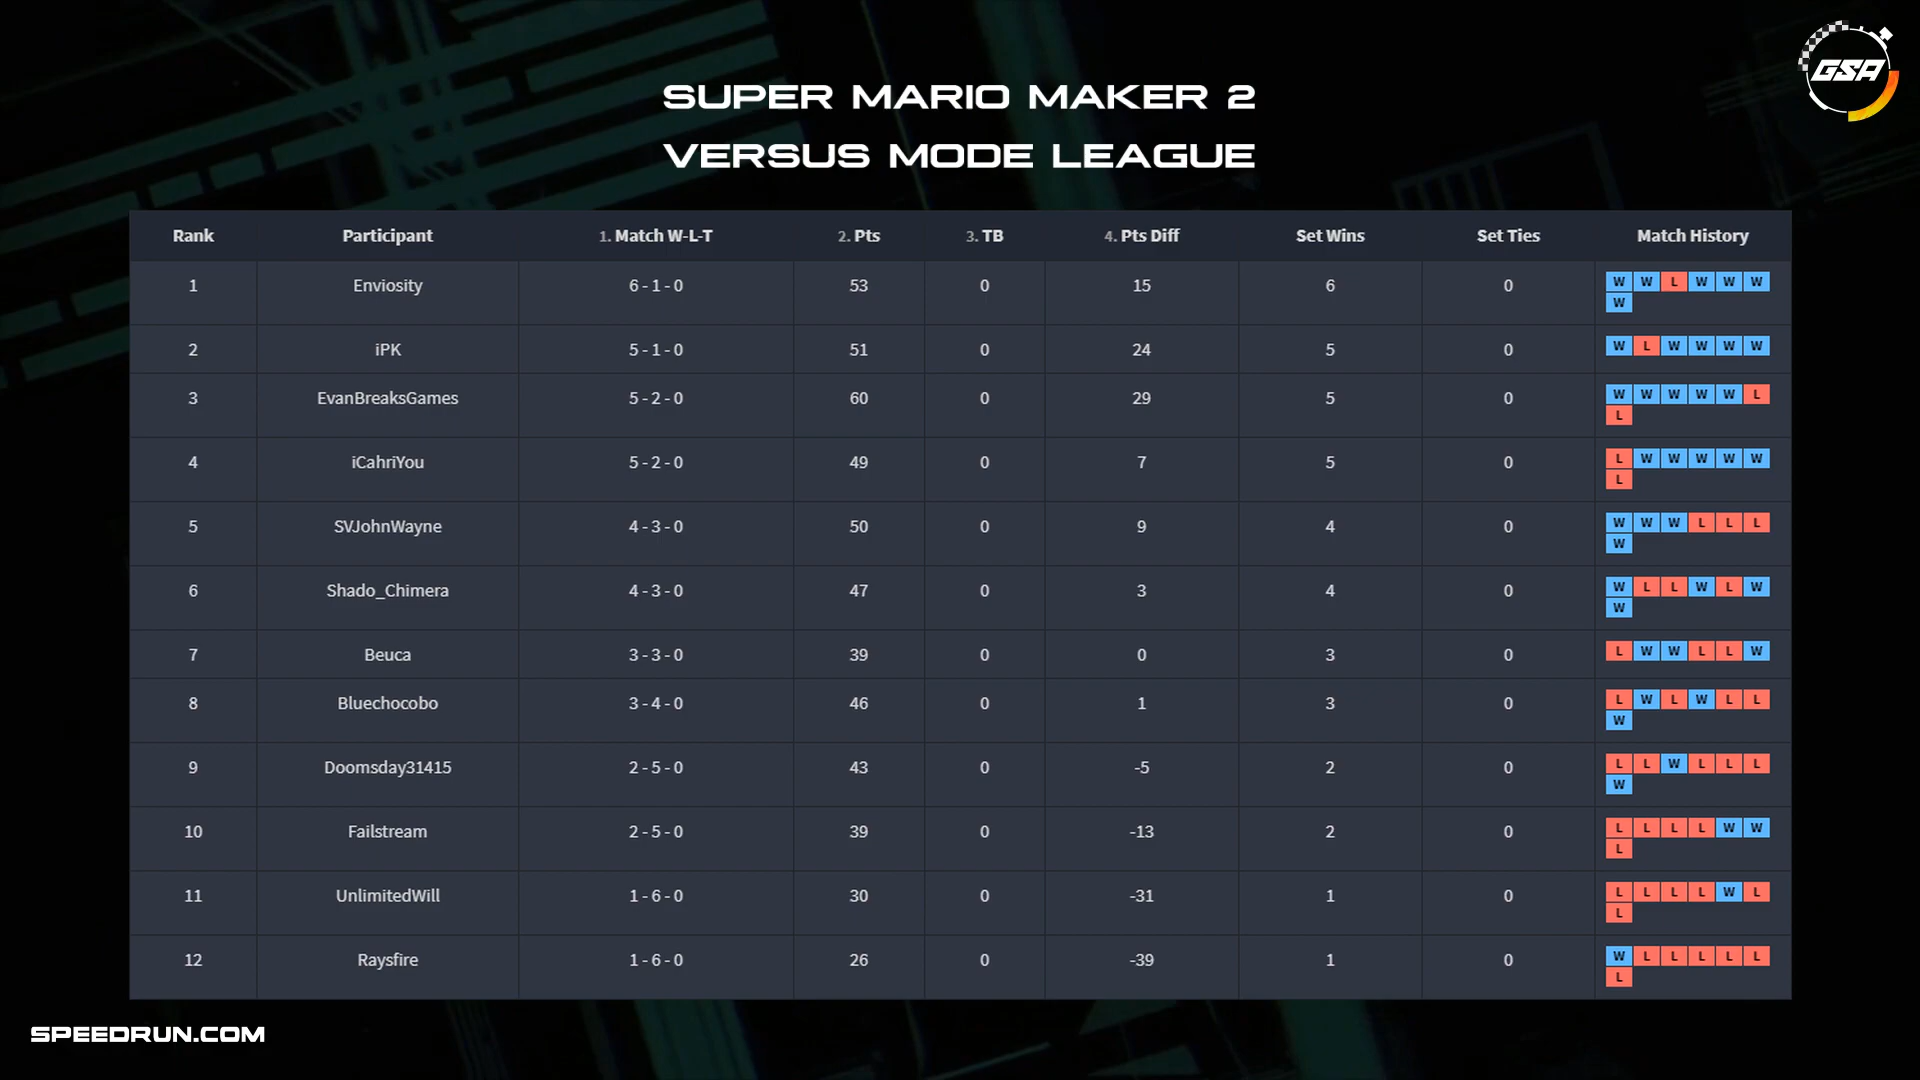 GSA
SUPER MARIO MAKER 2
VERSUS MODE LEAGUE
Rank Participant 1. Match W-L-T 2. Pts 3. TB 4. Pts Diff Set Wins Set Ties Match History
1 Enviosity 6 - 1 - 0 53 0 15 6 0 W W L W W W
W
2 iPK 5 - 1 - 0 51 0 24 5 0 W L W W W W
3 EvanBreaksGames 5 - 2 - 0 60 0 29 5 0 W W W W W L
L
4 iCahriYou 5 - 2 - 0 49 0 7 5 0 L W W W W W
L
5 SVJohnWayne 4 - 3 - 0 50 0 9 4 0 W W W L L L
W
6 Shado_Chimera 4 - 3 - 0 47 0 3 4 0 W L L W L W
W
7 Beuca 3 - 3 - 0 39 0 0 3 0 L W W L L W
8 Bluechocobo 3 - 4 - 0 46 0 1 3 0 L W L W L L
W
9 Doomsday31415 2 - 5 - 0 43 0 -5 2 0 L L W L L L
W
10 Failstream 2 - 5 - 0 39 0 -13 2 0 L L L L W W
L
11 UnlimitedWill 1 - 6 - 0 30 0 -31 1 0 L L L L W L
L
12 Raysfire 1 - 6 - 0 26 0 -39 1 0 W L L L L L
L
SPEEDRUN.COM